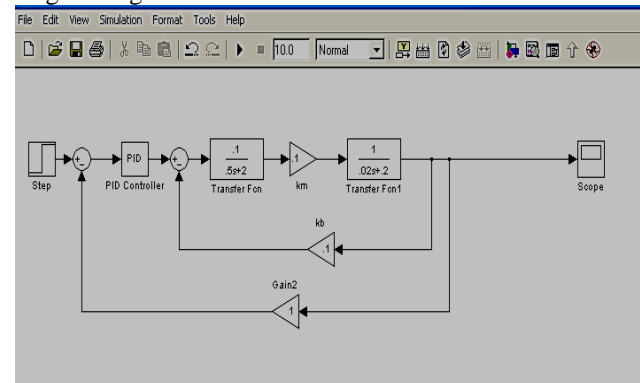 File Edit View Simulation Format Tools Help
10.0 Normal
PID
.1
.5s+2
.1
1
.02s+.2
Step
PID Controller
Transfer Fcn
km
Transfer Fcn1
Scope
kb
.1
Gain2
1